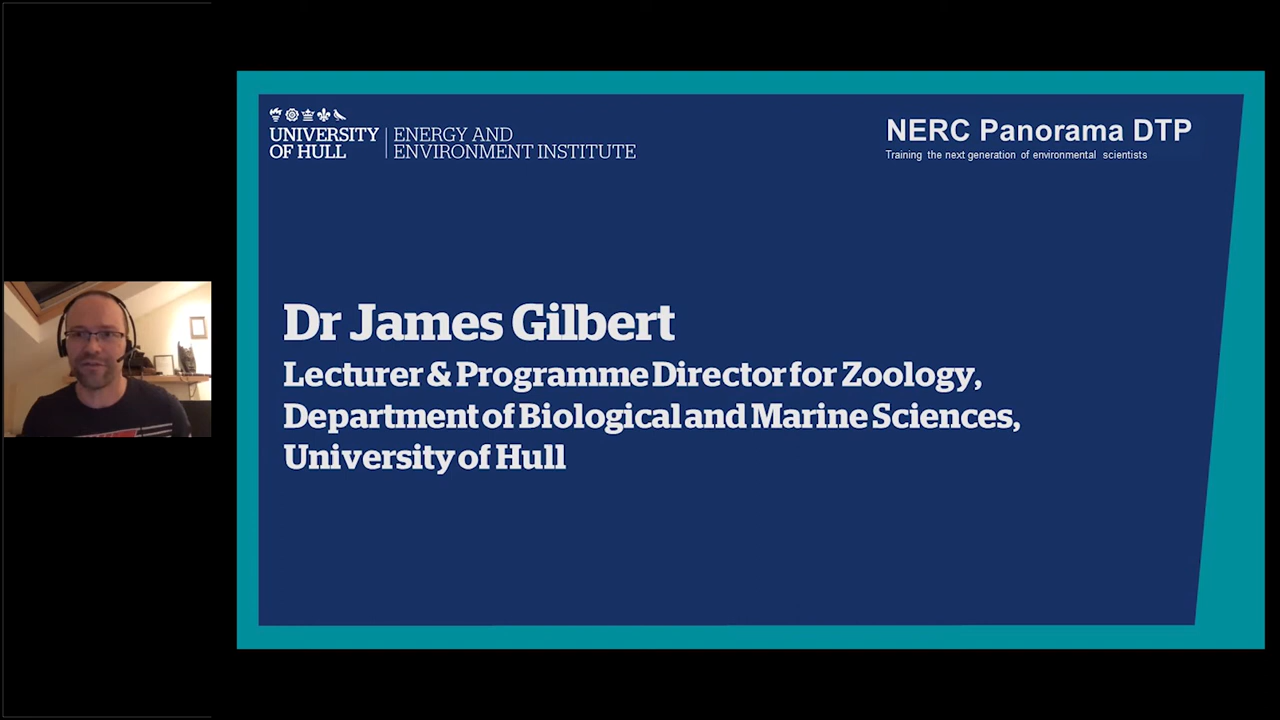 UNIVERSITY OF HULL
ENERGY AND ENVIRONMENT INSTITUTE
NERC Panorama DTP
Training the next generation of environmental scientists
Dr James Gilbert
Lecturer & Programme Director for Zoology,
Department of Biological and Marine Sciences,
University of Hull